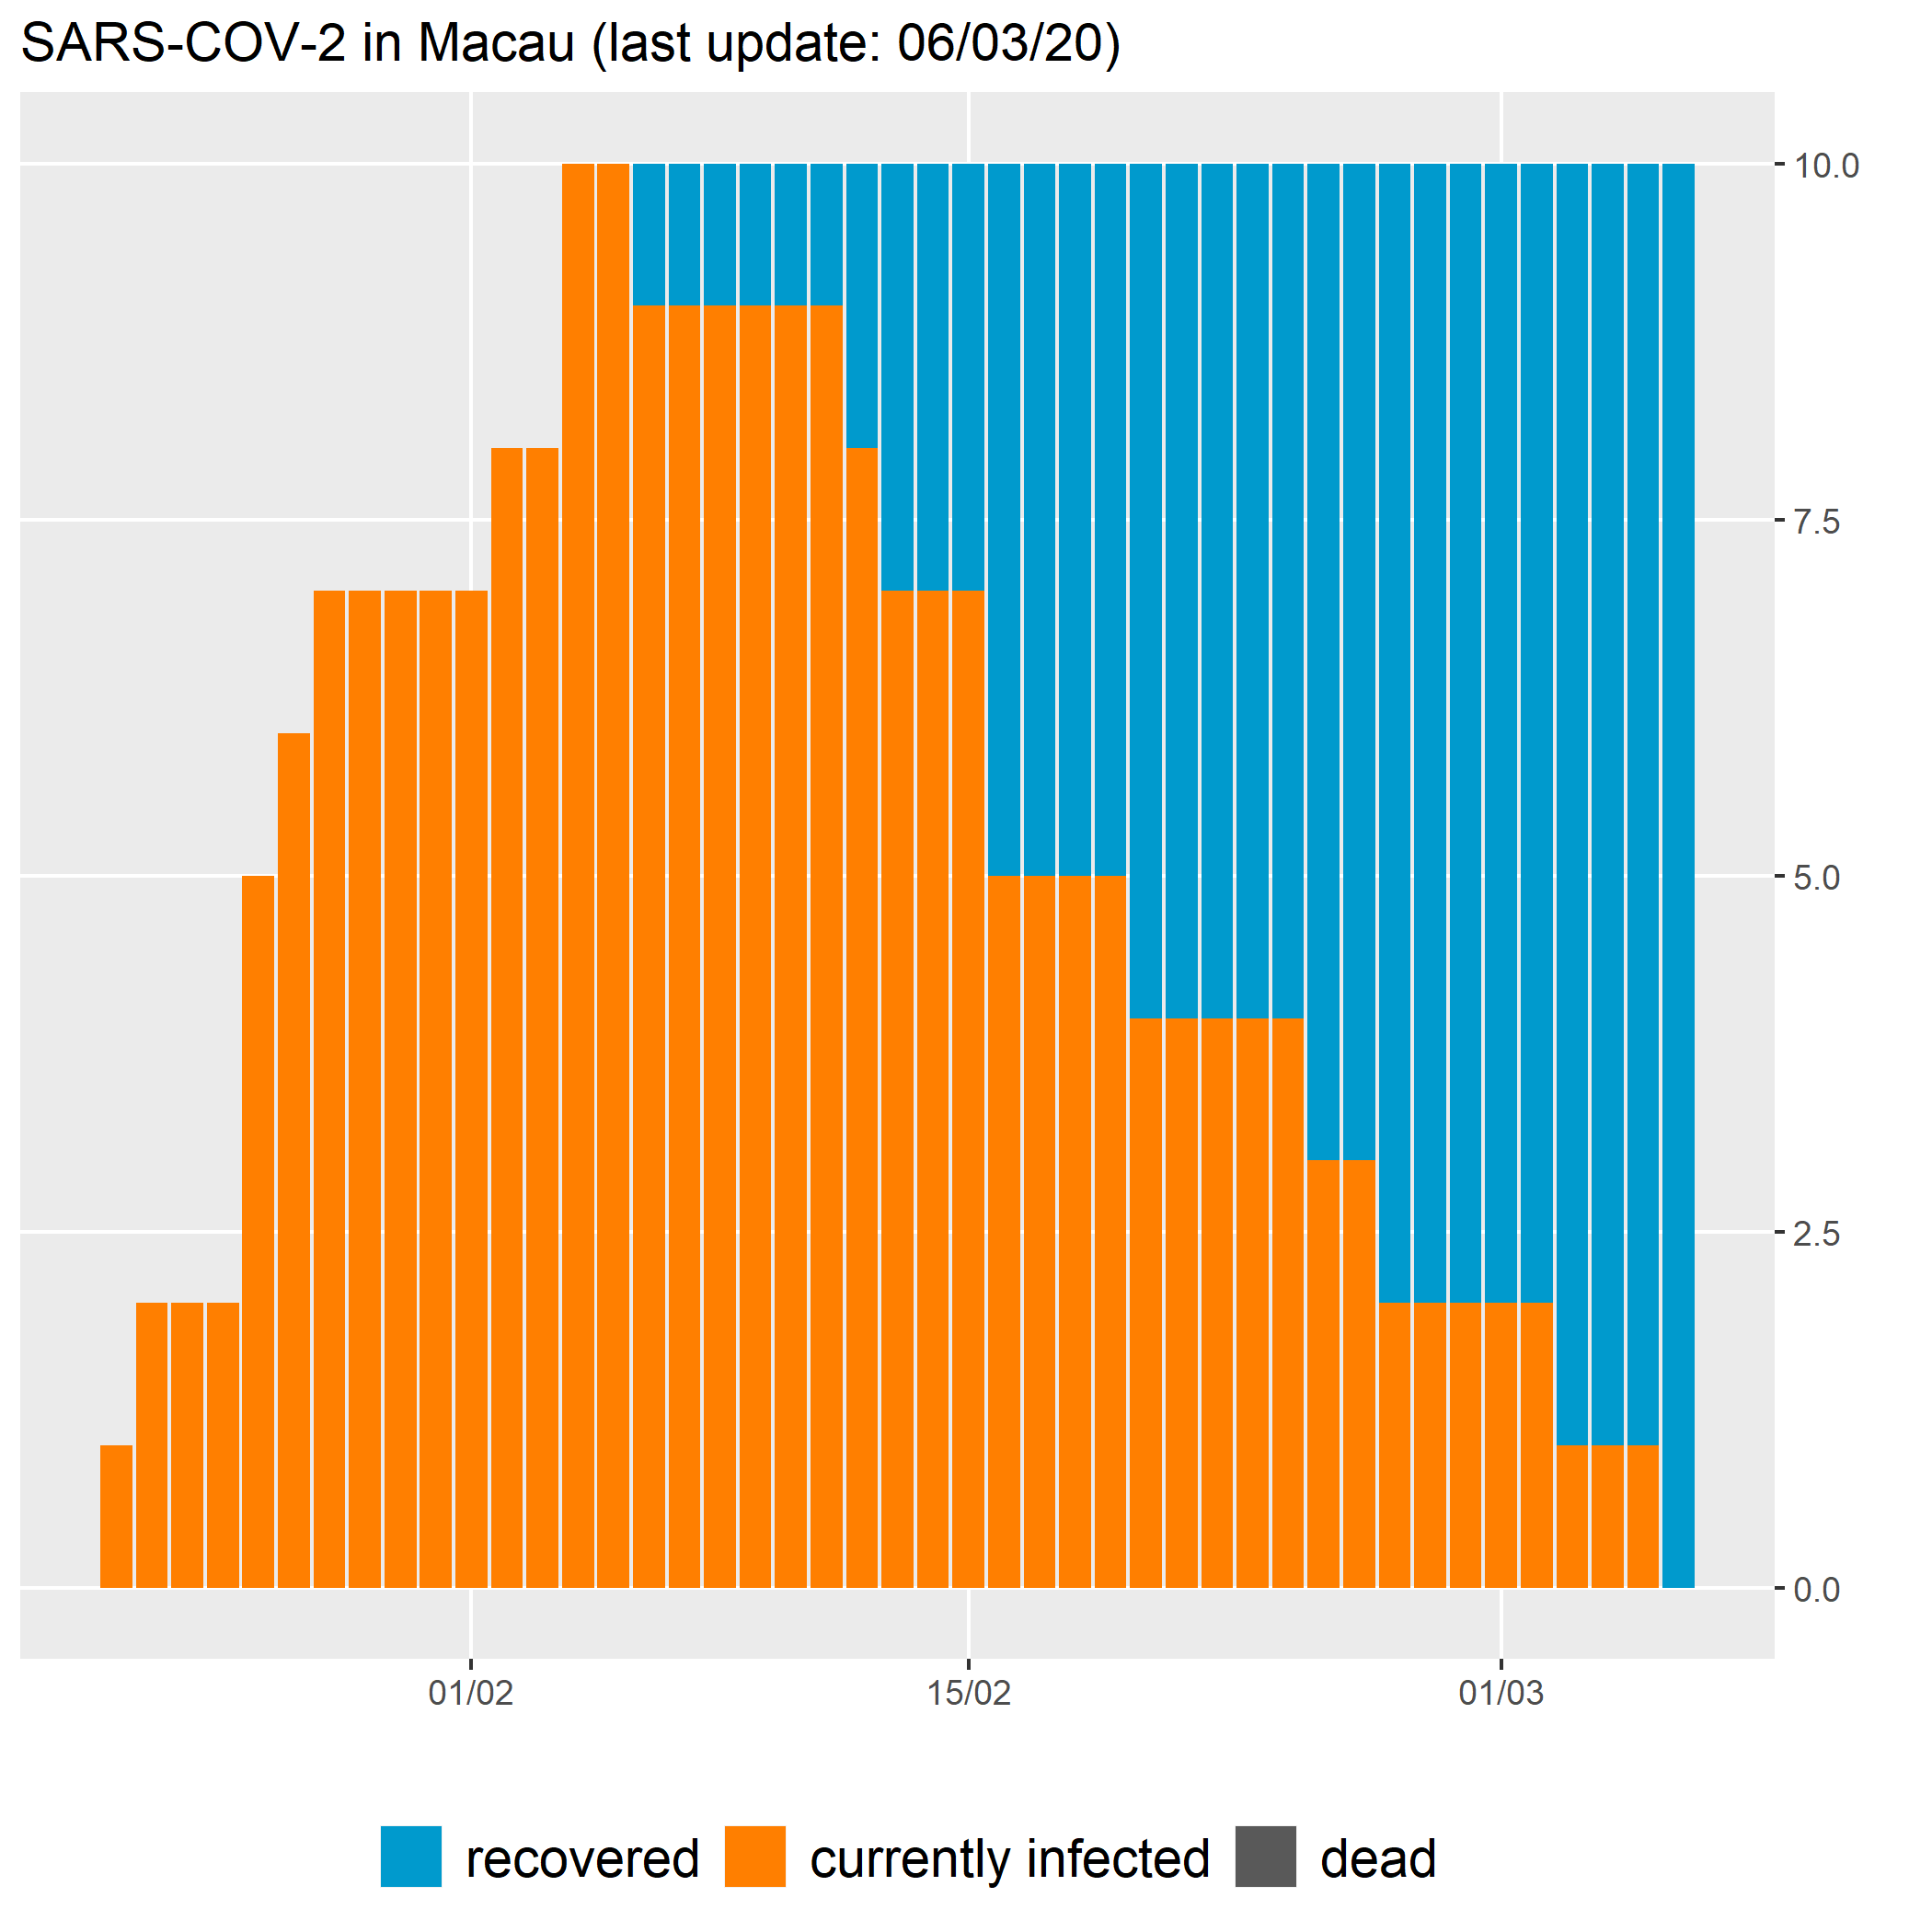 SARS-COV-2 in Macau (last update: 06/03/20)
10.0
7.5
5.0
2.5
0.0
01/02 15/02 01/03
recovered currently infected dead